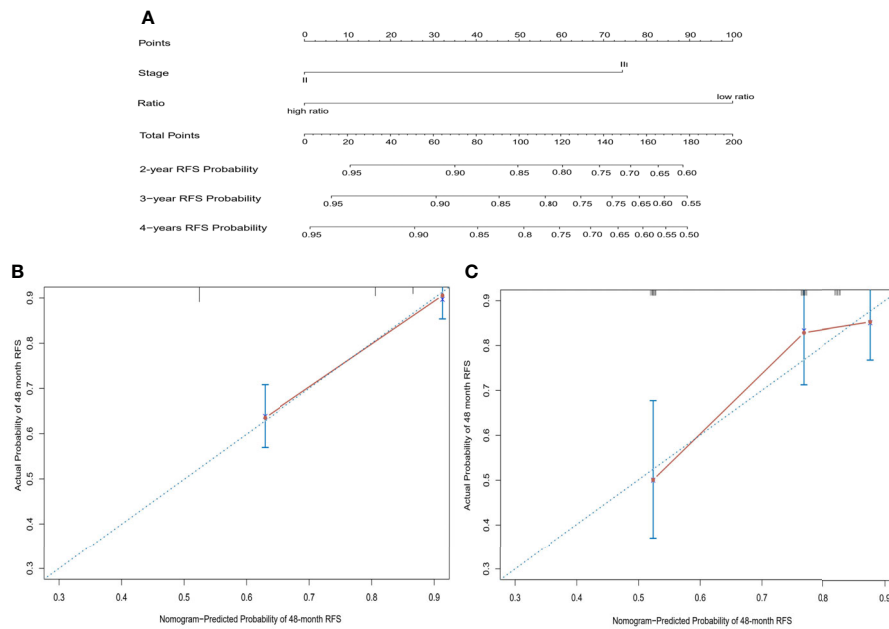 A
Points
0 10 20 30 40 50 60 70 80 90 100
Stage
II
III
Ratio
high ratio
low ratio
Total Points
0 20 40 60 80 100 120 140 160 180 200
2-year RFS Probability
0.95 0.90 0.85 0.80 0.75 0.70 0.65 0.60
3-year RFS Probability
0.95 0.90 0.85 0.80 0.75 0.70 0.65 0.60 0.55
4-years RFS Probability
0.95 0.90 0.85 0.8 0.75 0.70 0.65 0.60 0.55 0.50
B
Actual Probability of 48 month RFS
0.9
0.8
0.7
0.6
0.5
0.4
0.3
0.3 0.4 0.5 0.6 0.7 0.8 0.9
Nomogram-Predicted Probability of 48-month RFS
C
Actual Probability of 48 month RFS
0.9
0.8
0.7
0.6
0.5
0.4
0.3
0.3 0.4 0.5 0.6 0.7 0.8 0.9
Nomogram-Predicted Probability of 48-month RFS